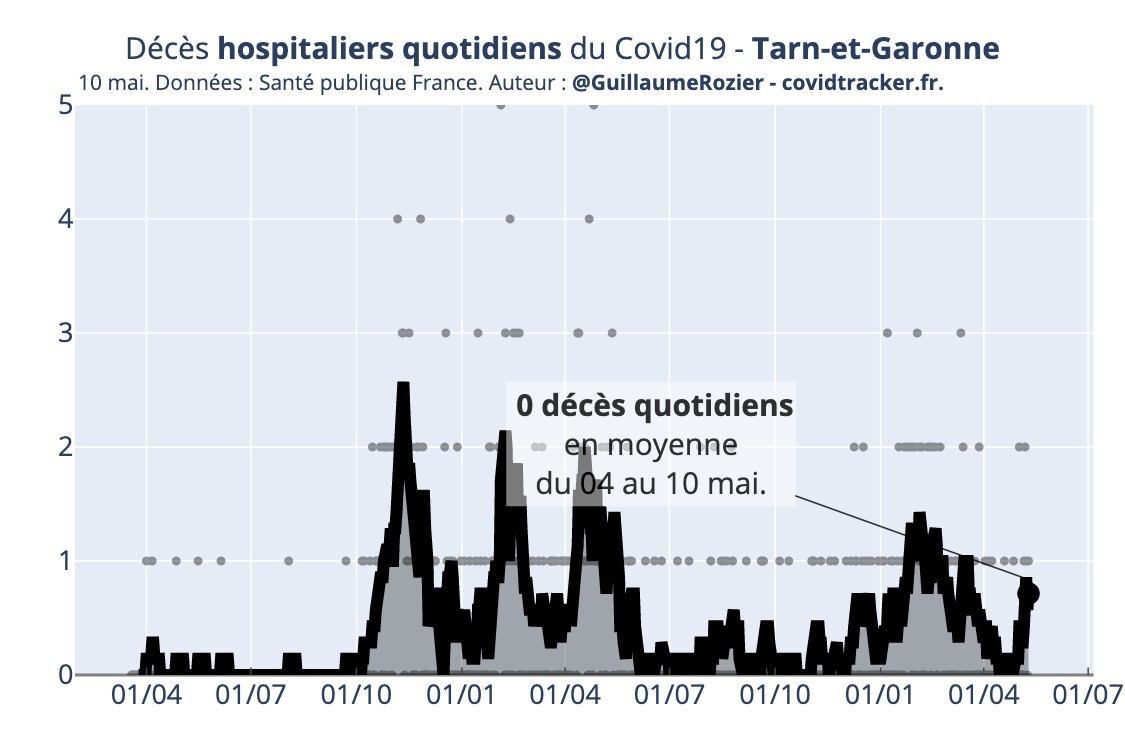 Décès hospitaliers quotidiens du Covid19 - Tarn-et-Garonne
10 mai. Données : Santé publique France. Auteur : @GuillaumeRozier - covidtracker.fr.
5
4
3
2
1
0
0 décès quotidiens
en moyenne
du 04 au 10 mai.
01/04 01/07 01/10 01/01 01/04 01/07 01/10 01/01 01/04 01/07